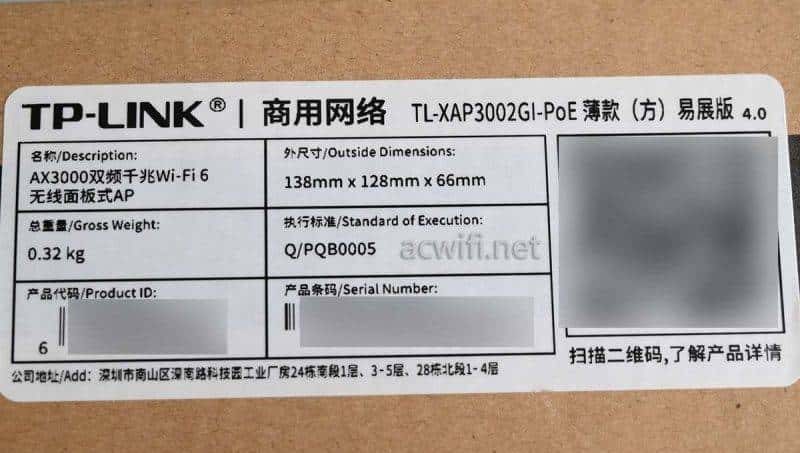 TP-LINK® | 商用网络 TL-XAP3002GI-PoE 薄款（方）易展版 4.0
名称/Description:
AX3000双频千兆Wi-Fi 6
无线面板式AP
外尺寸/Outside Dimensions:
138mm x 128mm x 66mm
总重量/Gross Weight:
0.32 kg
执行标准/Standard of Execution:
Q/PQB0005
acwifi.net
产品代码/Product ID:
6
产品条码/Serial Number:
扫描二维码,了解产品详情
公司地址/Add: 深圳市南山区深南路科技园工业厂房24栋南段1层、3-5层、28栋北段1-4层